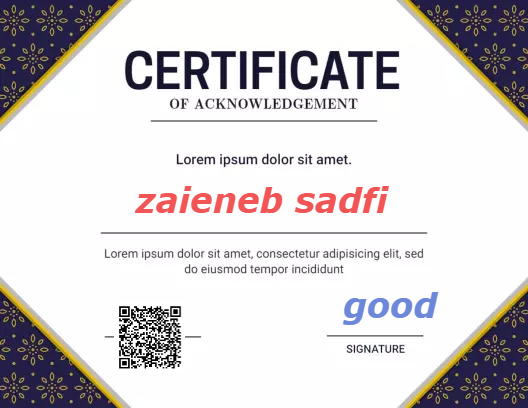 CERTIFICATE
OF ACKNOWLEDGEMENT
Lorem ipsum dolor sit amet.
zaieneb sadfi
Lorem ipsum dolor sit amet, consectetur adipisicing elit, sed
do eiusmod tempor incididunt
good
SIGNATURE